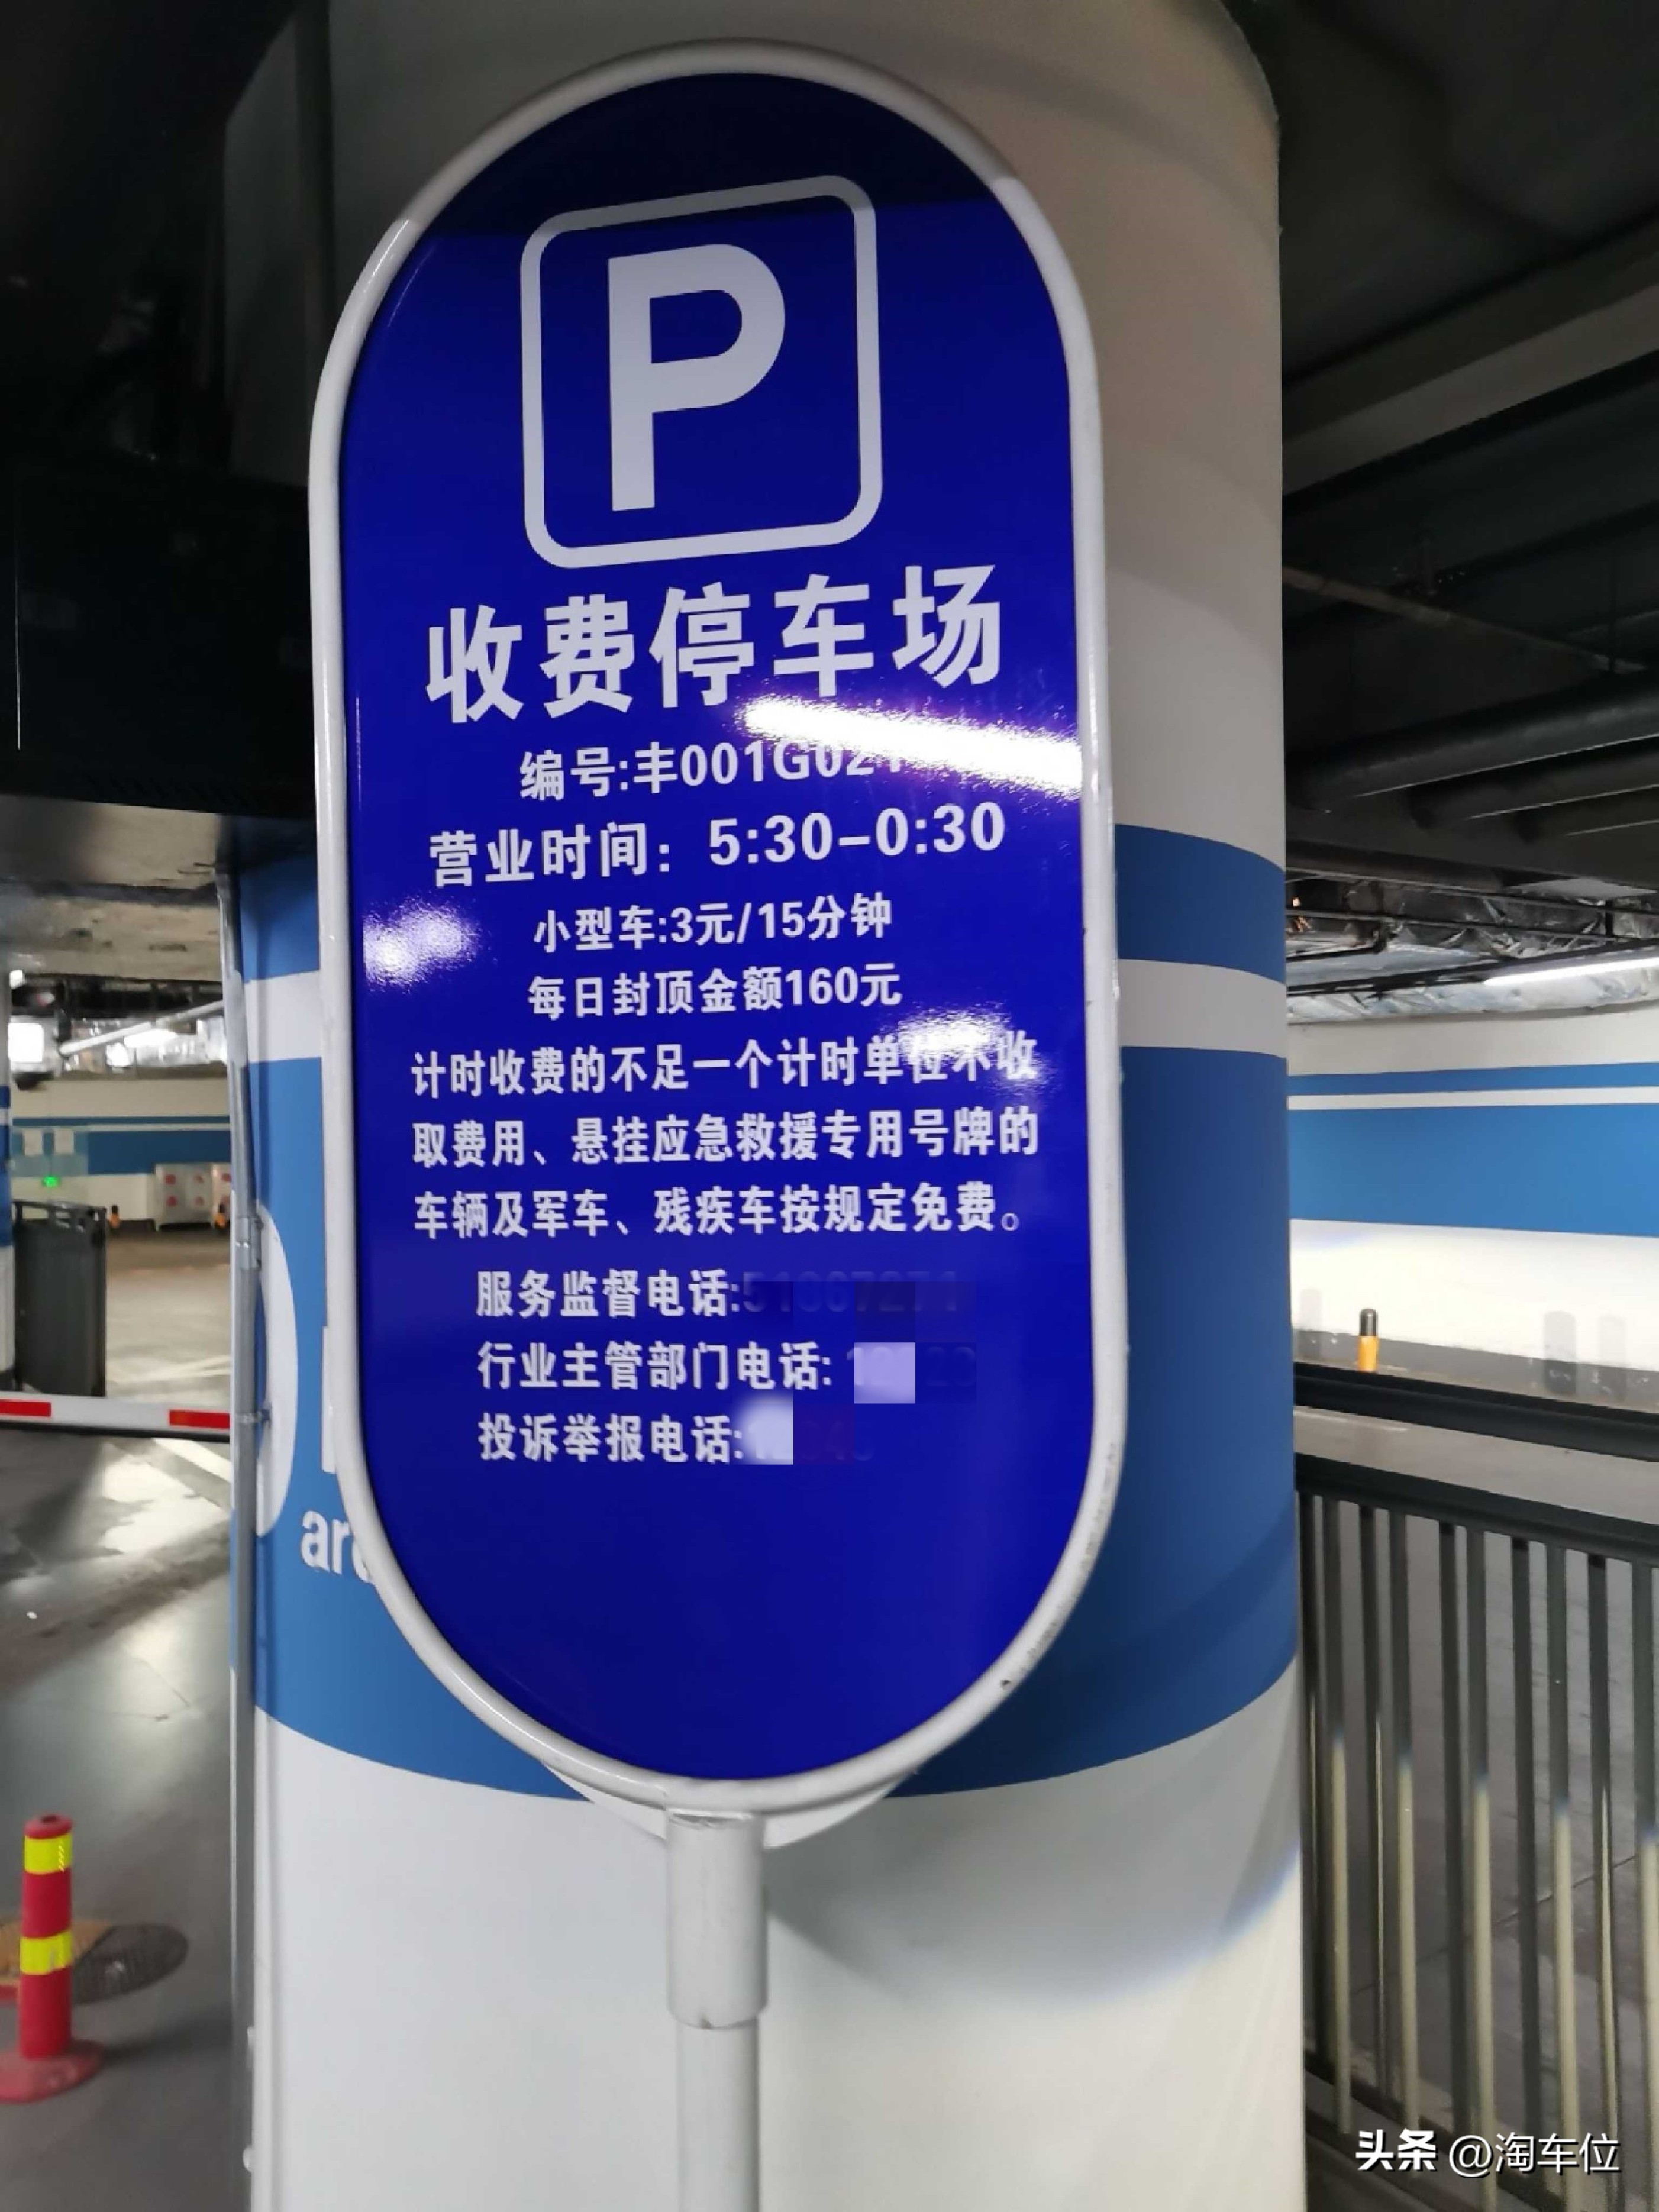 P
收费停车场
编号:丰001G021
营业时间：5:30-0:30
小型车:3元/15分钟
每日封顶金额160元
计时收费的不足一个计时单位不收
取费用、悬挂应急救援专用号牌的
车辆及军车、残疾车按规定免费。
服务监督电话:
行业主管部门电话:
投诉举报电话:
头条 @淘车位